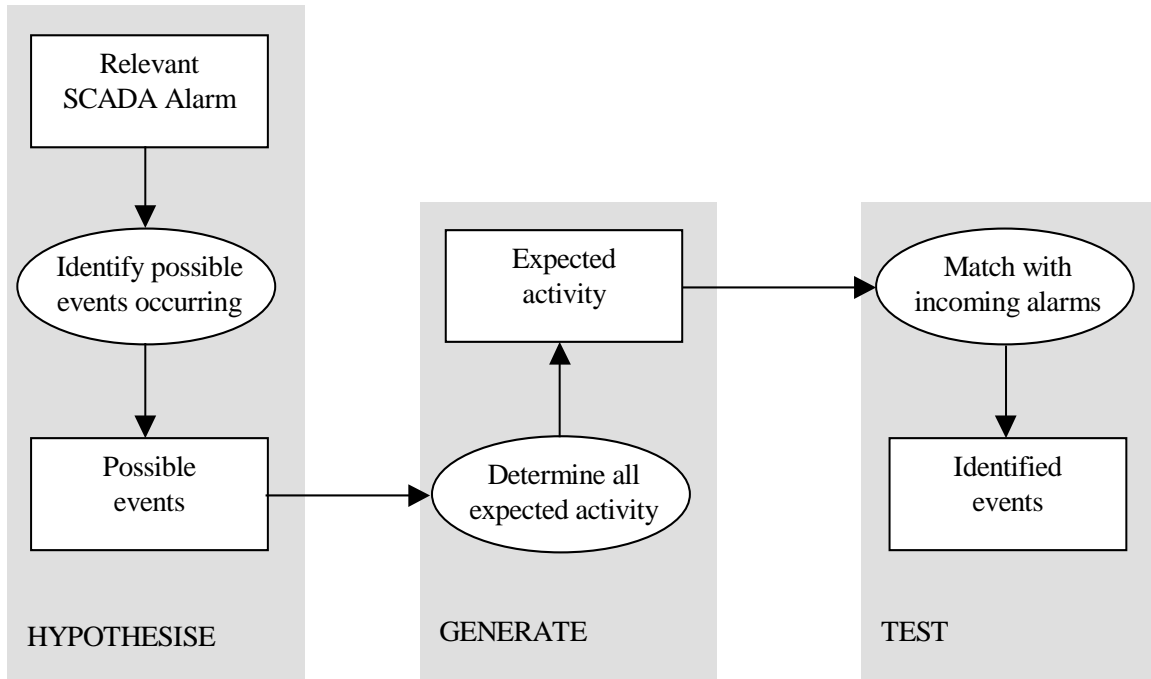 Relevant
SCADA Alarm
Identify possible
events occurring
Possible
events
HYPOTHESISE
Expected
activity
Determine all
expected activity
GENERATE
Match with
incoming alarms
Identified
events
TEST